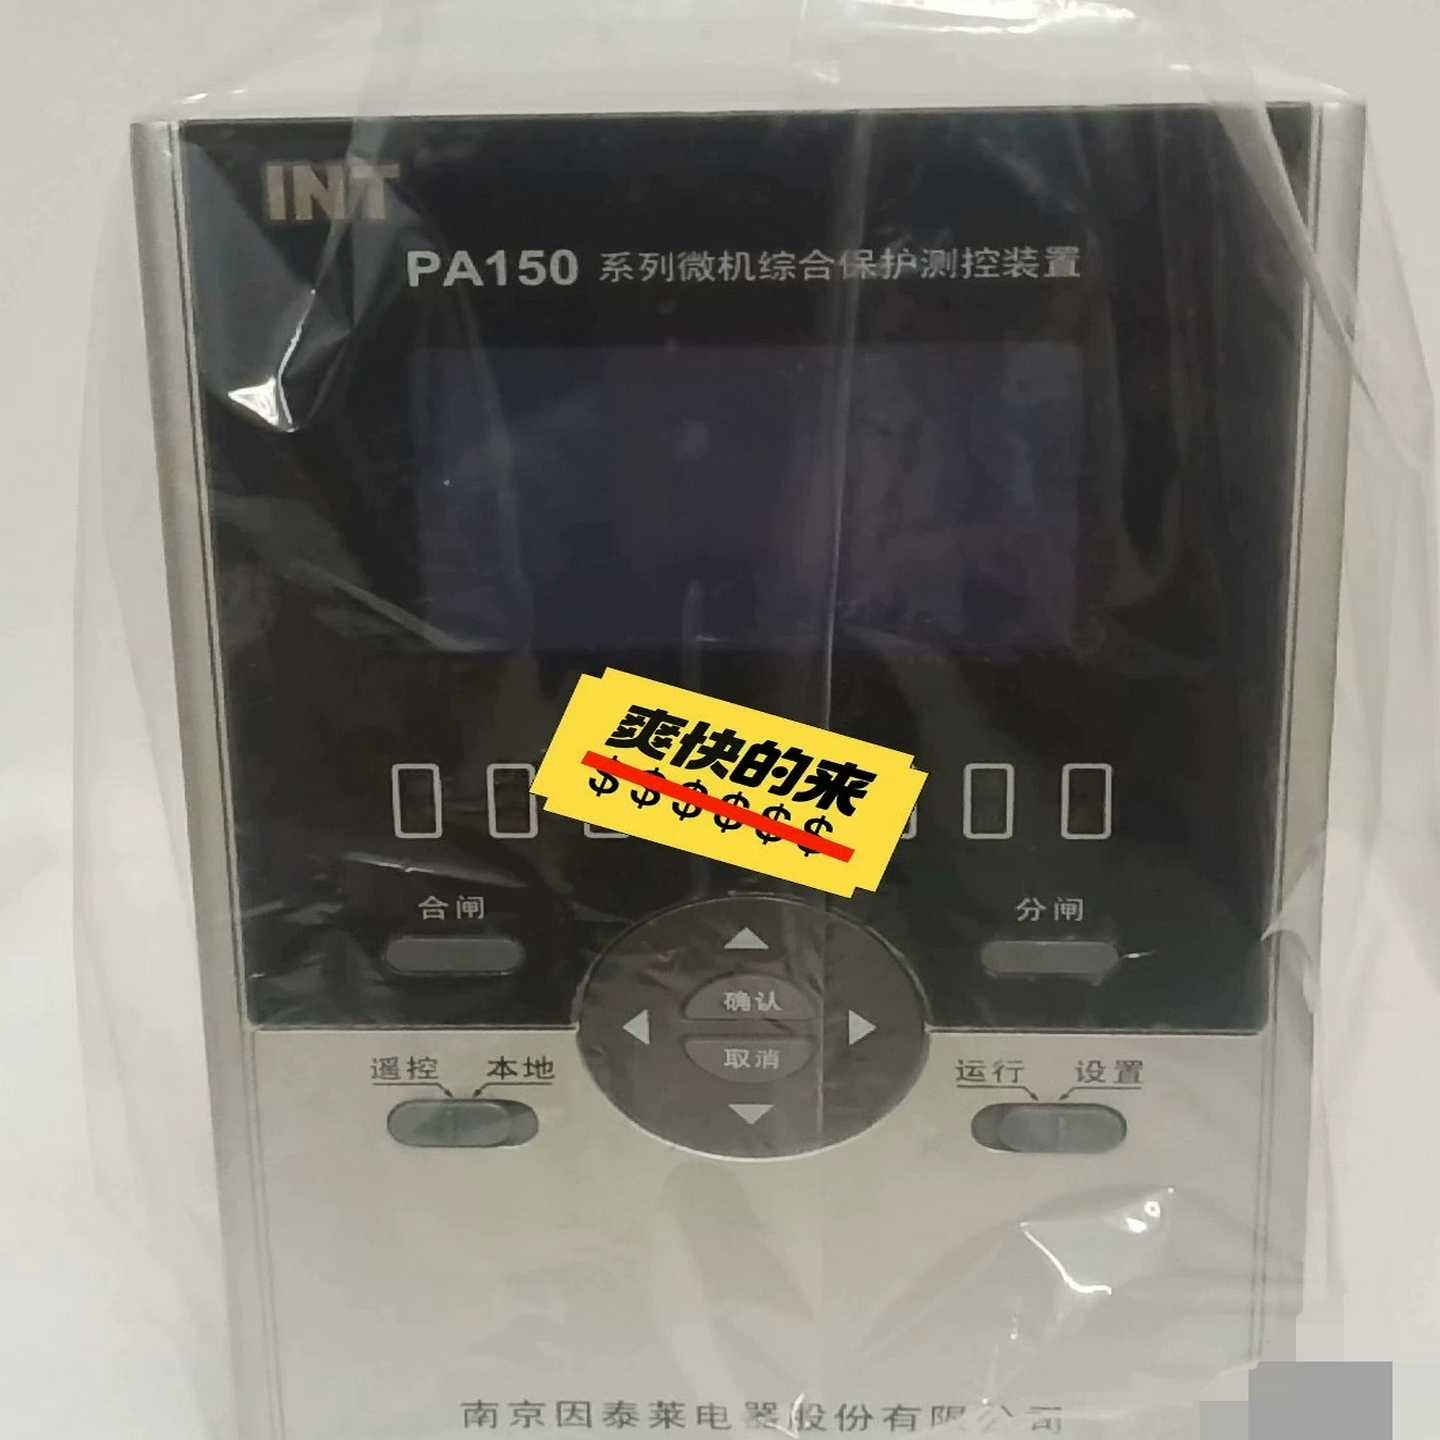 INT
PA150 系列微机综合保护测控装置
爽快的来
$$$$$$
合闸
分闸
确认
取消
遥控 本地
运行 设置
南京因泰莱电器股份有限公司